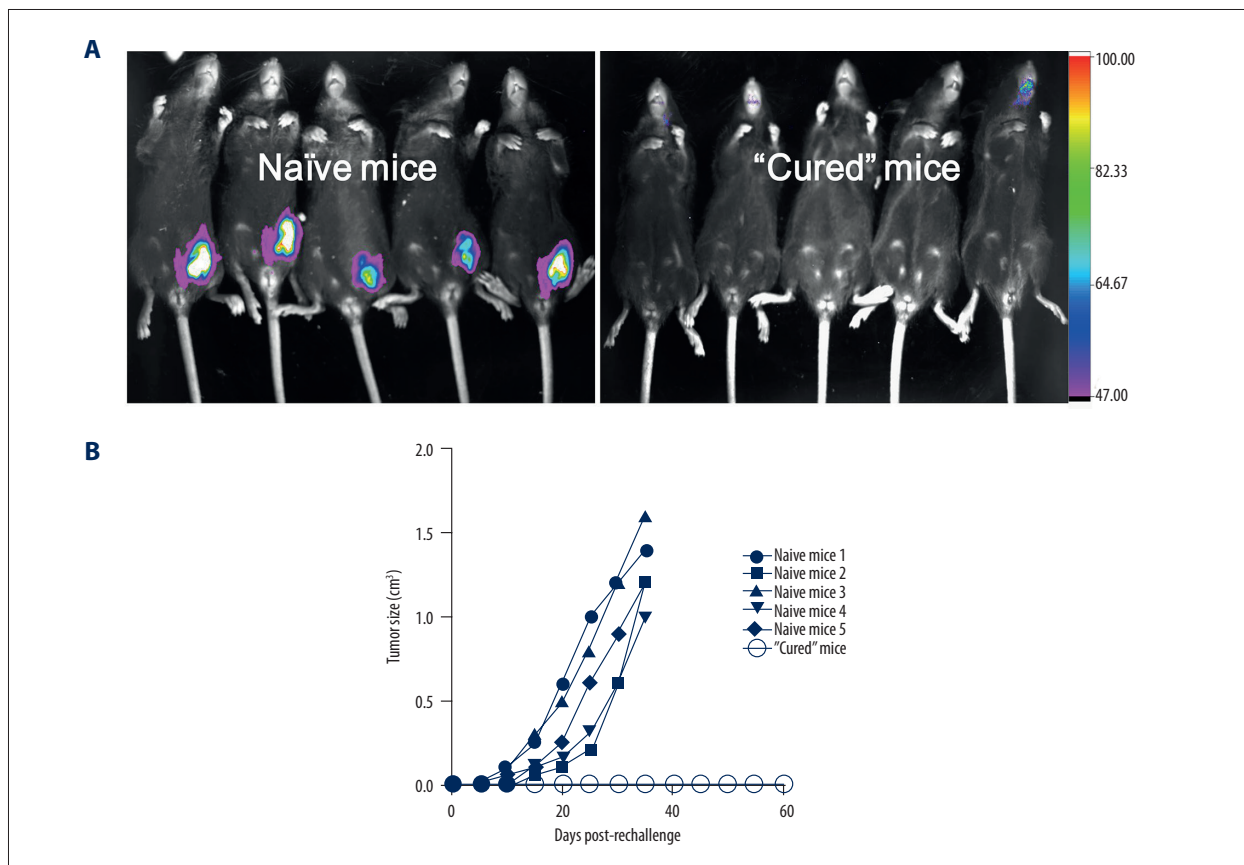 A
Naïve mice
“Cured” mice
100.00
82.33
64.67
47.00
B
2.0
1.5
1.0
0.5
0.0
Tumor size (cm³)
0
20
40
60
Days post-rechallenge
Naive mice 1
Naive mice 2
Naive mice 3
Naive mice 4
Naive mice 5
”Cured” mice